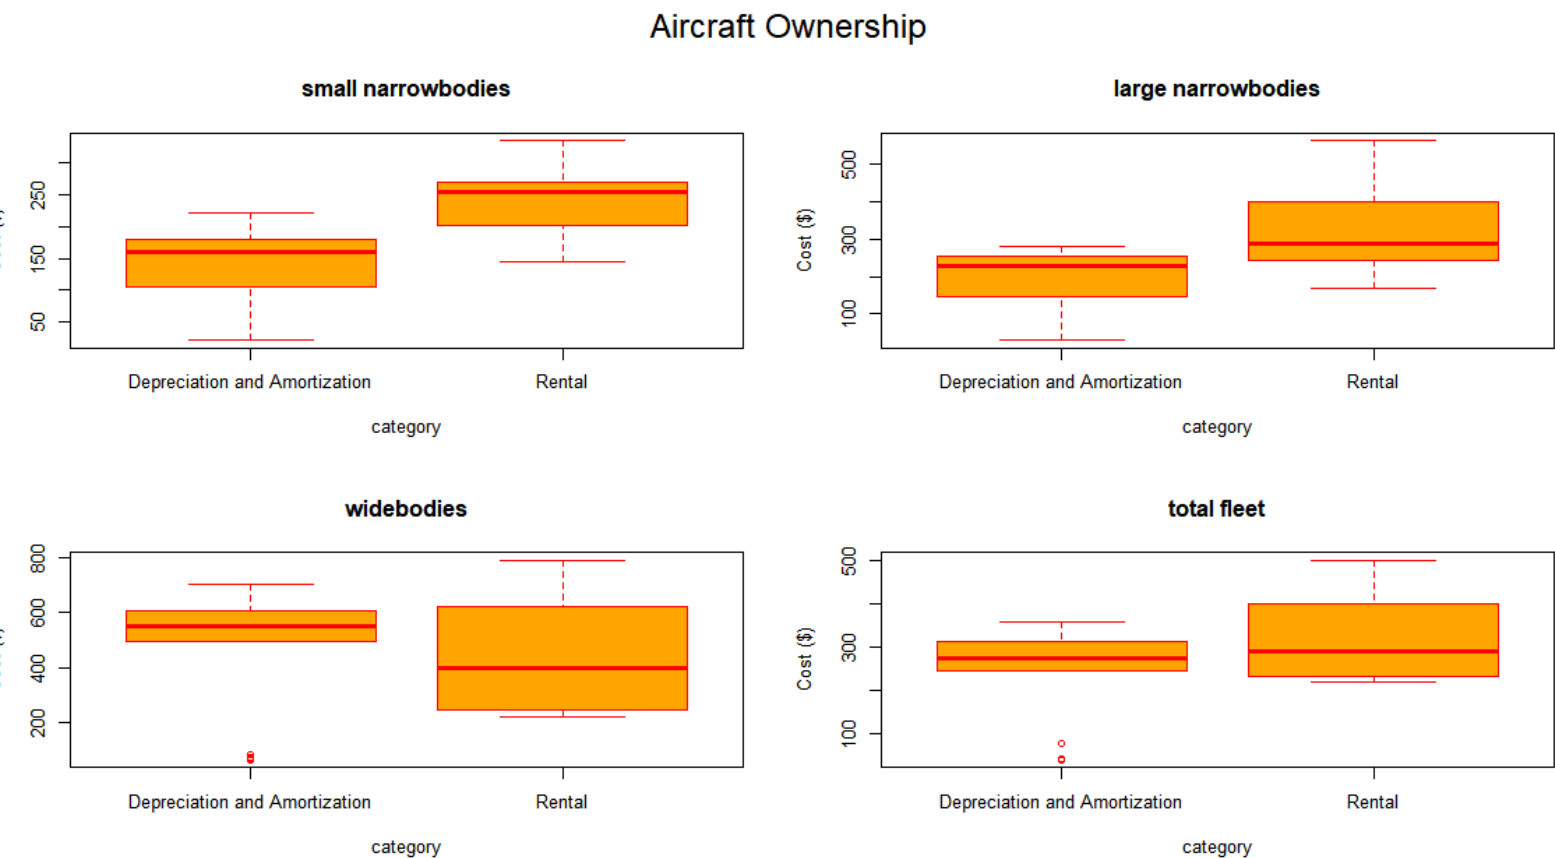 Aircraft Ownership
small narrowbodies
250
150
50
Depreciation and Amortization Rental
category
large narrowbodies
Cost ($)
500
300
100
Depreciation and Amortization Rental
category
widebodies
800
600
400
200
Depreciation and Amortization Rental
category
total fleet
Cost ($)
500
300
100
Depreciation and Amortization Rental
category